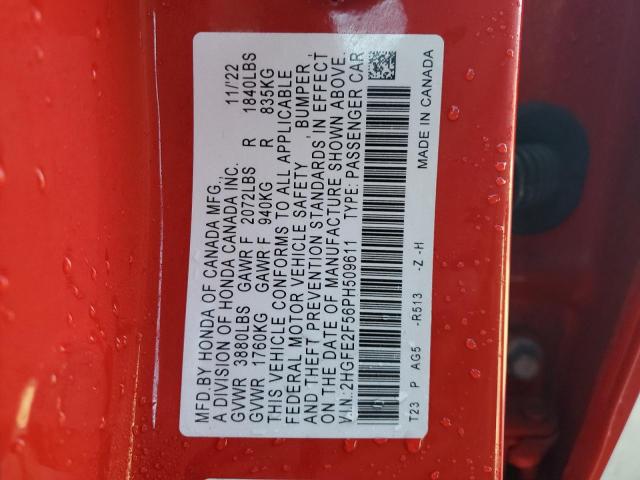 MFD.BY HONDA OF CANADA MFG., 11/'22
A DIVISION OF HONDA CANADA INC.
GVWR 3880LBS GAWR F 2072LBS R 1840LBS
GVWR 1760KG GAWR F 940KG R 835KG
THIS VEHICLE CONFORMS TO ALL APPLICABLE
FEDERAL MOTOR VEHICLE SAFETY, BUMPER,
AND THEFT PREVENTION STANDARDS IN EFFECT
ON THE DATE OF MANUFACTURE SHOWN ABOVE.
V.I.N.:2HGFE2F56PH509611 TYPE: PASSENGER CAR
T23 P AG5 -R513 -Z -H MADE IN CANADA